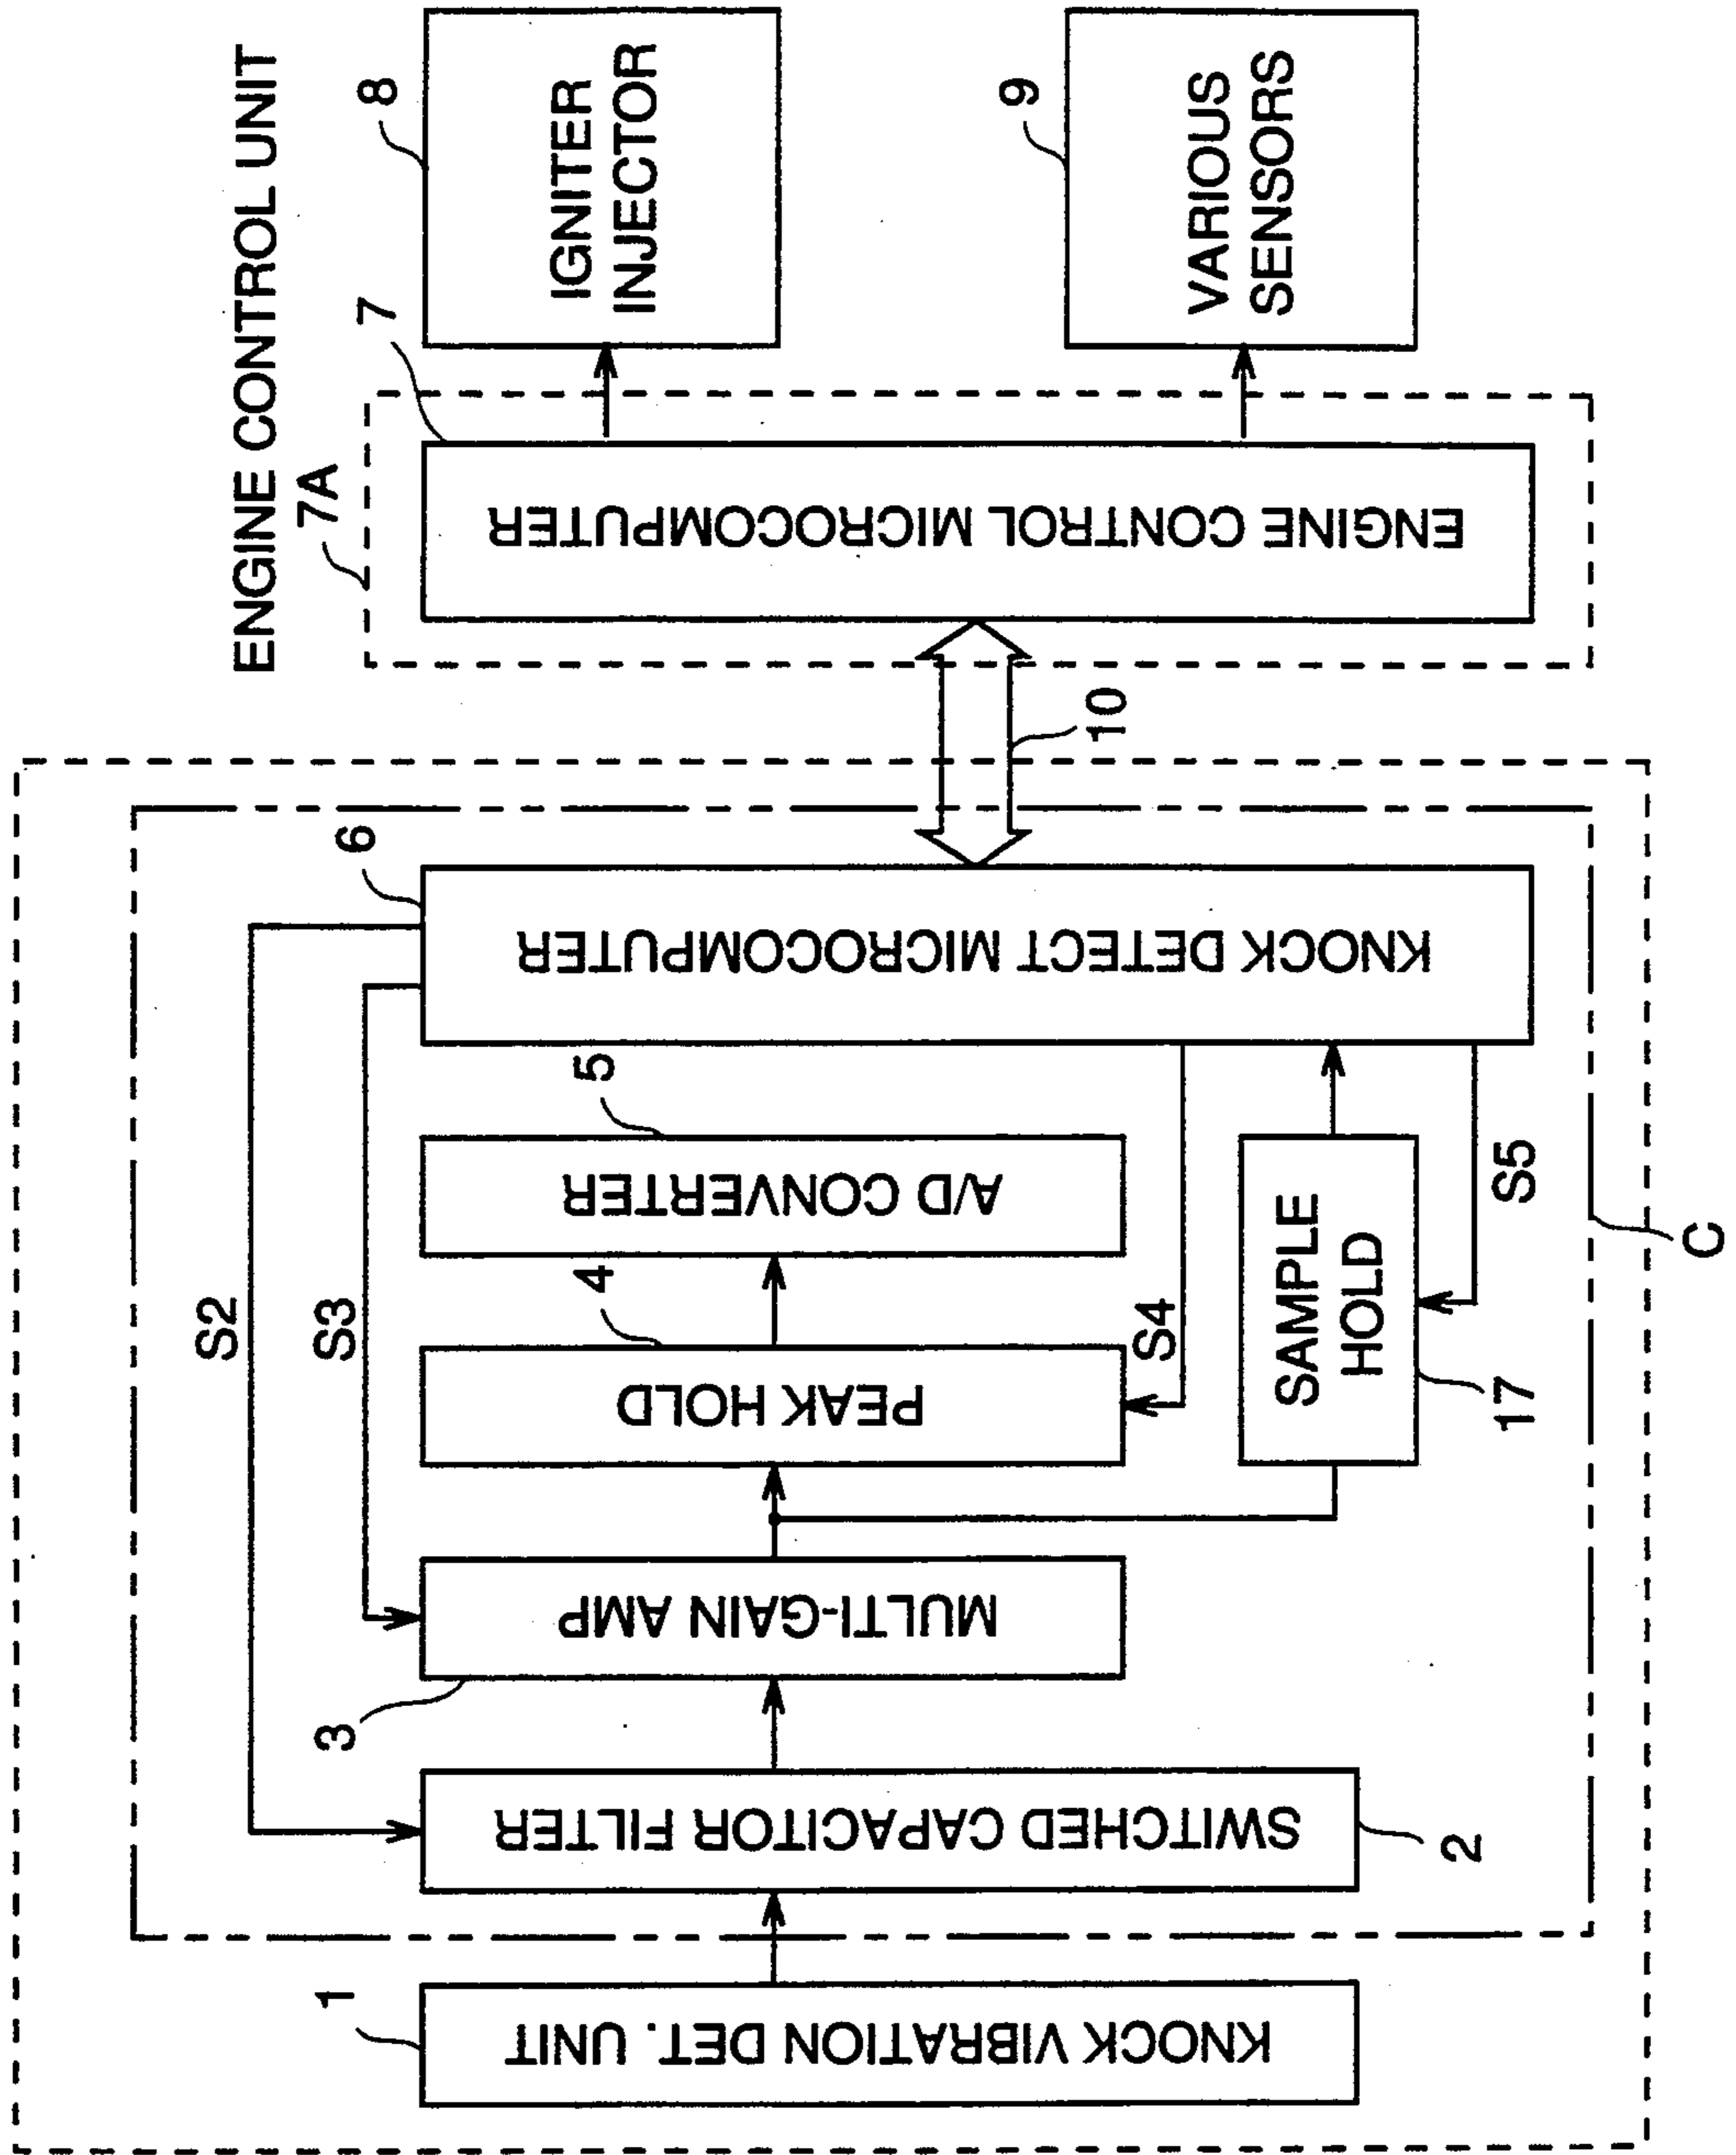 ENGINE CONTROL UNIT
7A
7
8
IGNITER
INJECTOR
9
VARIOUS
SENSORS
ENGINE CONTROL MICROCOMPUTER
10
6
KNOCK DETECT MICROCOMPUTER
S2
S3
5
A/D CONVERTER
4
PEAK HOLD
S4
S5
SAMPLE
HOLD
17
C
3
MULTI-GAIN AMP
2
SWITCHED CAPACITOR FILTER
1
KNOCK VIBRATION DET. UNIT